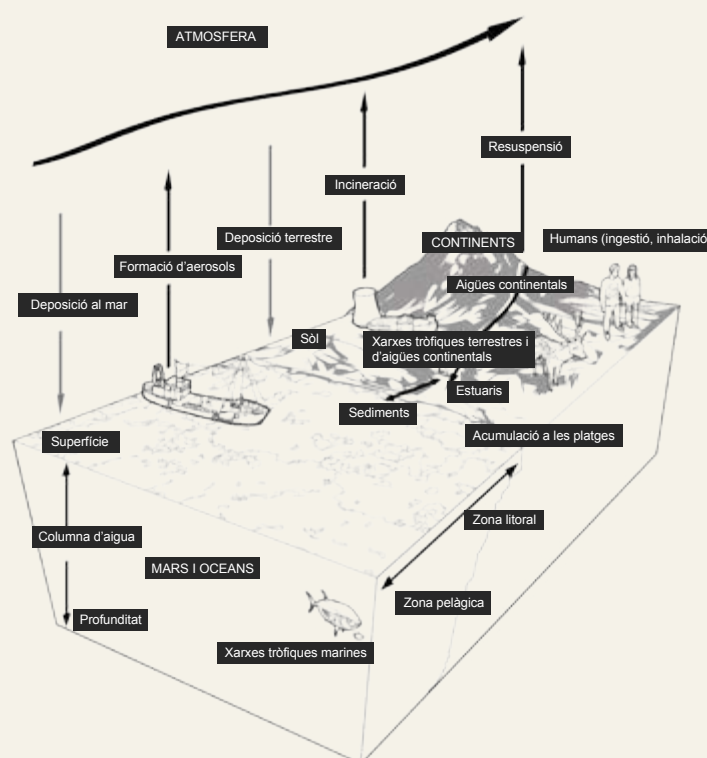 ATMOSFERA
Resuspensió
Incineració
Deposició terrestre
CONTINENTS
Humans (ingestió, inhalació
Formació d'aerosols
Aigües continentals
Deposició al mar
Sòl
Xarxes tròfiques terrestres i
d'aigües continentals
Estuaris
Sediments
Acumulació a les platges
Superfície
Zona litoral
Columna d'aigua
MARS I OCEANS
Zona pelàgica
Profunditat
Xarxes tròfiques marines